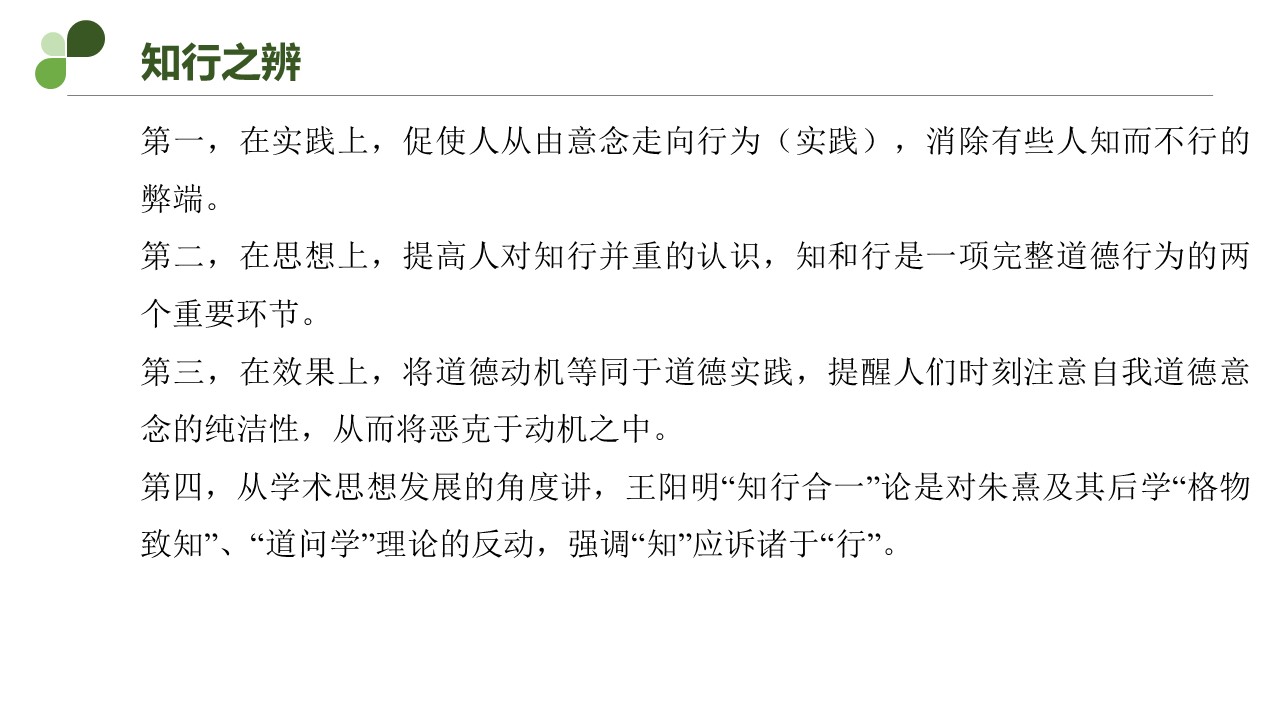 知行之辨
第一，在实践上，促使人从由意念走向行为（实践），消除有些人知而不行的
弊端。
第二，在思想上，提高人对知行并重的认识，知和行是一项完整道德行为的两
个重要环节。
第三，在效果上，将道德动机等同于道德实践，提醒人们时刻注意自我道德意
念的纯洁性，从而将恶克于动机之中。
第四，从学术思想发展的角度讲，王阳明“知行合一”论是对朱熹及其后学“格物
致知”、“道问学”理论的反动，强调“知”应诉诸于“行”。